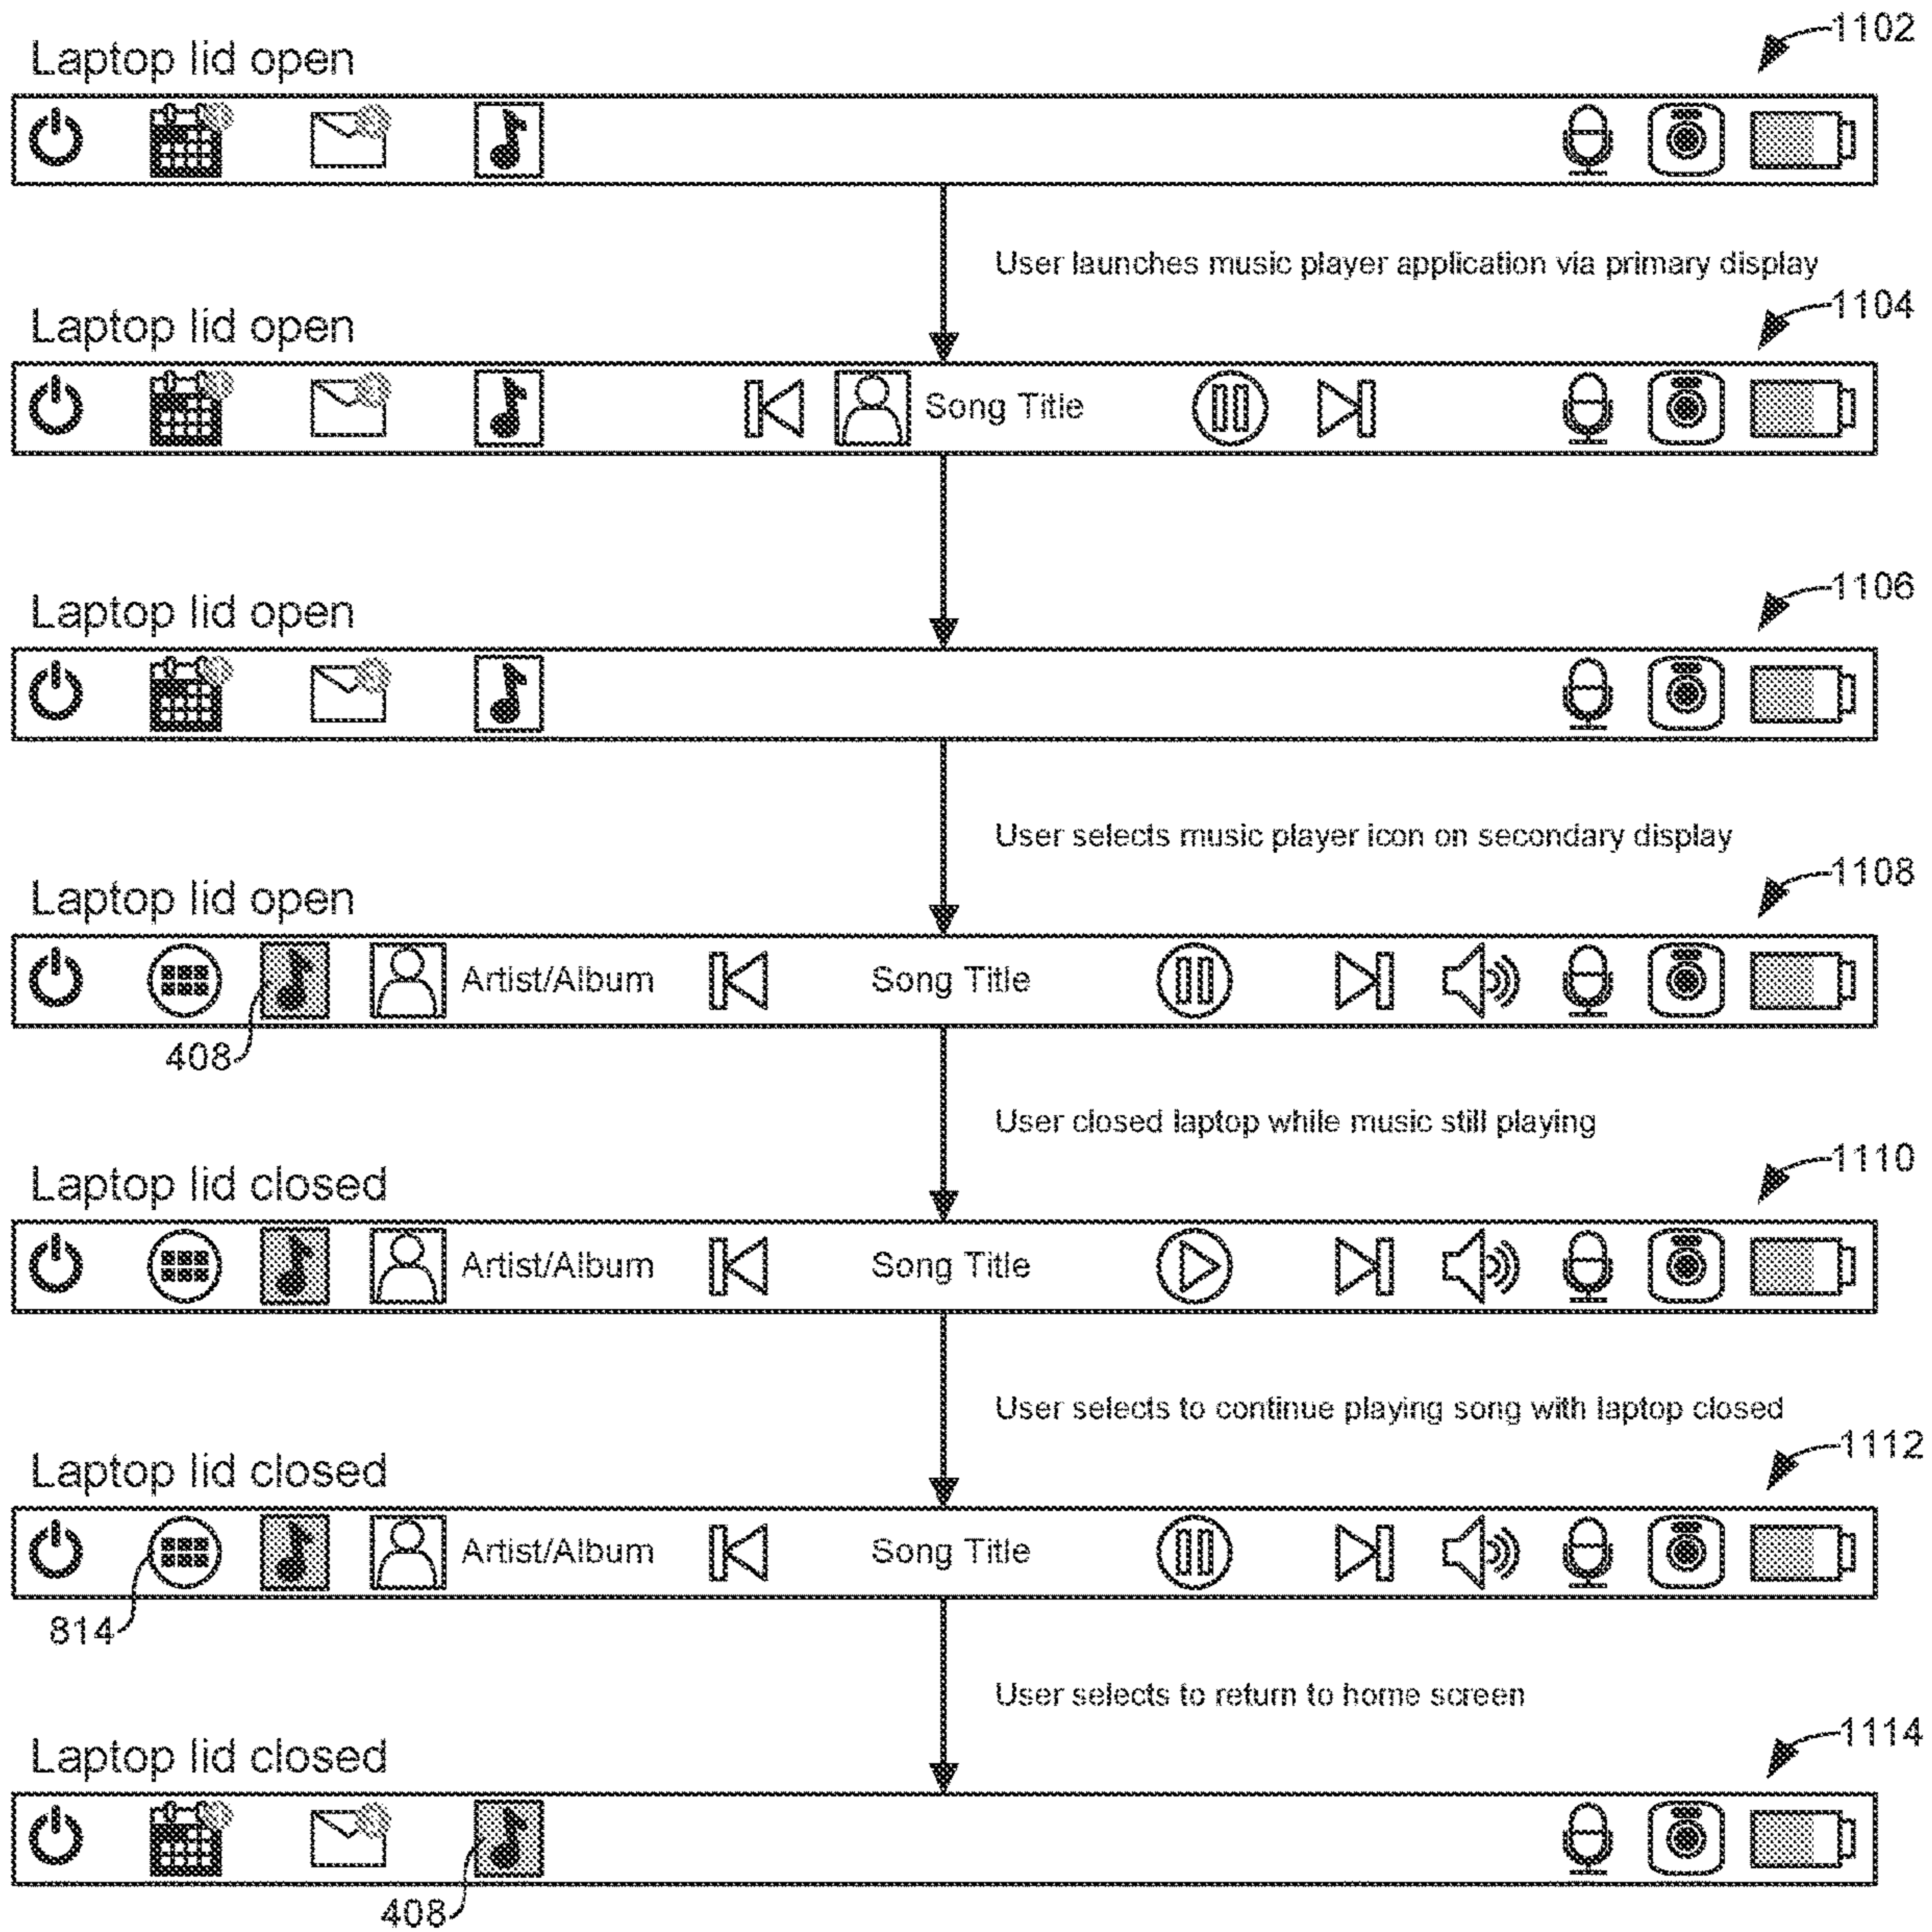 1102
Laptop lid open
User launches music player application via primary display
1104
Laptop lid open
Song Title
1106
Laptop lid open
User selects music player icon on secondary display
1108
Laptop lid open
Artist/Album Song Title
408
User closed laptop while music still playing
1110
Laptop lid closed
Artist/Album Song Title
User selects to continue playing song with laptop closed
1112
Laptop lid closed
Artist/Album Song Title
814
User selects to return to home screen
1114
Laptop lid closed
408